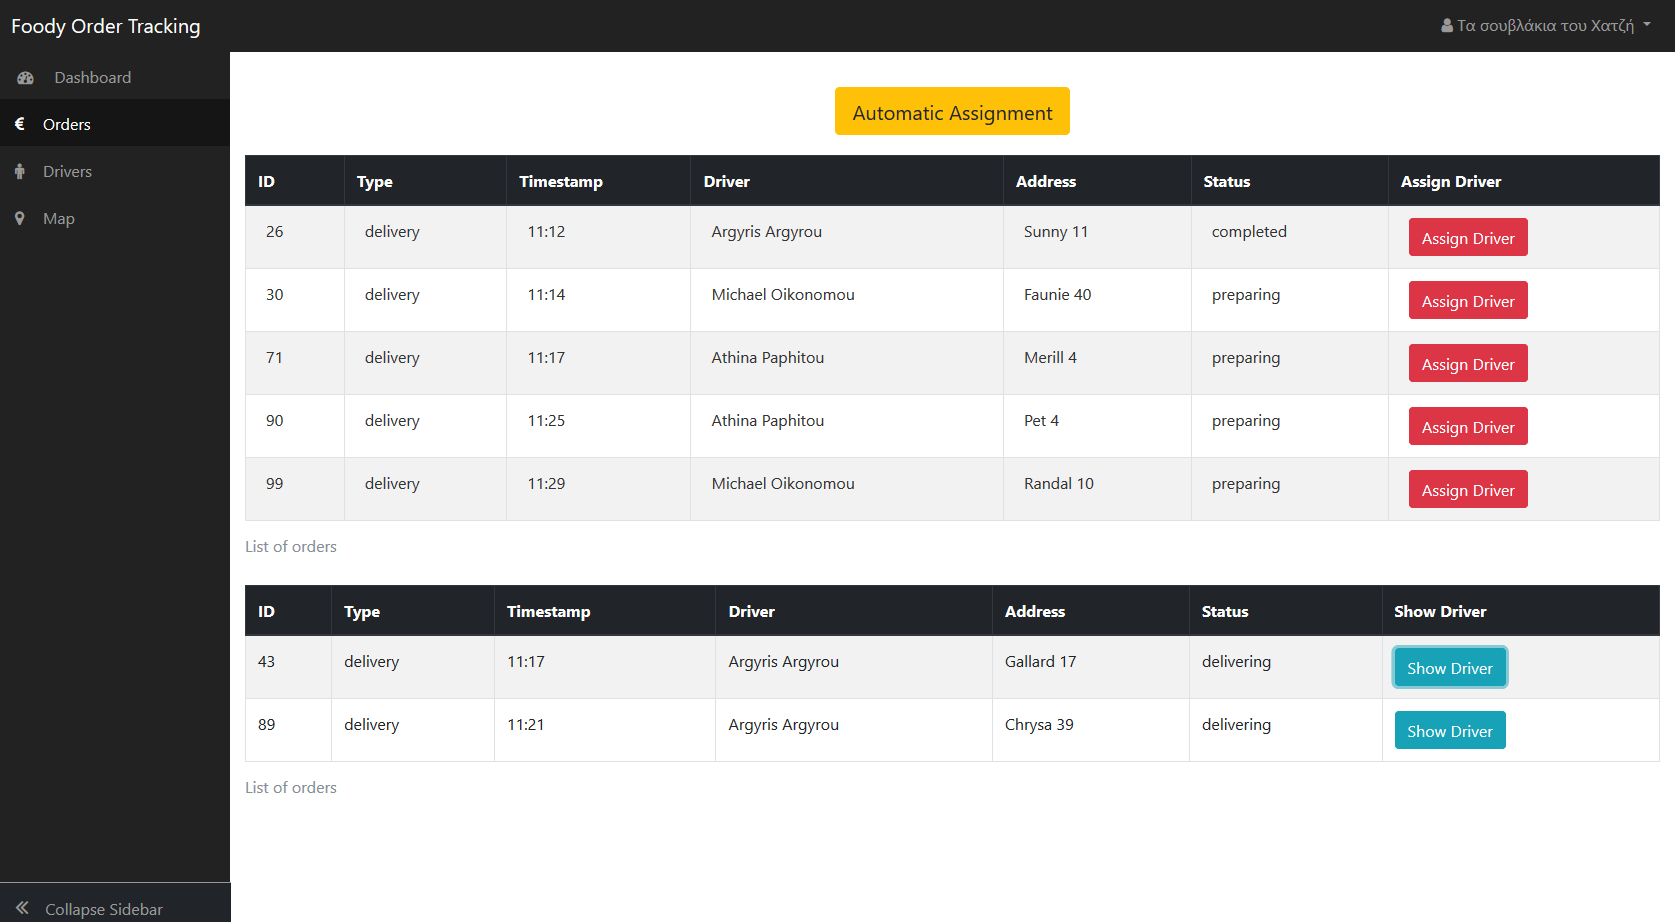 Foody Order Tracking
Τα σουβλάκια του Χατζή
Dashboard
Orders
Drivers
Map
Automatic Assignment
ID Type Timestamp Driver Address Status Assign Driver
26 delivery 11:12 Argyris Argyrou Sunny 11 completed Assign Driver
30 delivery 11:14 Michael Oikonomou Faunie 40 preparing Assign Driver
71 delivery 11:17 Athina Paphitou Merill 4 preparing Assign Driver
90 delivery 11:25 Athina Paphitou Pet 4 preparing Assign Driver
99 delivery 11:29 Michael Oikonomou Randal 10 preparing Assign Driver
List of orders
ID Type Timestamp Driver Address Status Show Driver
43 delivery 11:17 Argyris Argyrou Gallard 17 delivering Show Driver
89 delivery 11:21 Argyris Argyrou Chrysa 39 delivering Show Driver
List of orders
Collapse Sidebar